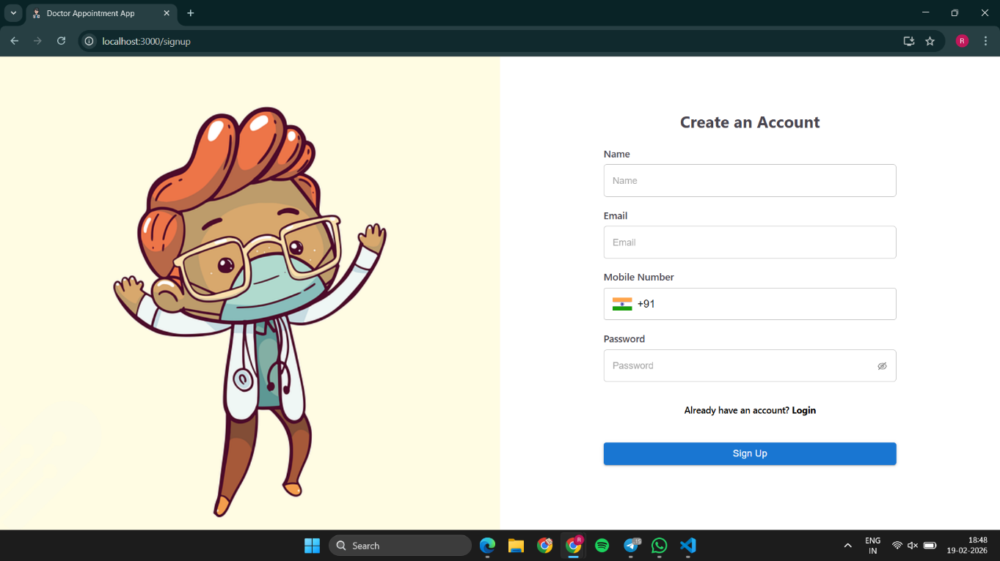 Doctor Appointment App
localhost:3000/signup
R
Create an Account
Name
Name
Email
Email
Mobile Number
+91
Password
Password
Already have an account? Login
Sign Up
Search
R
15
ENG
IN
18:48
19-02-2026